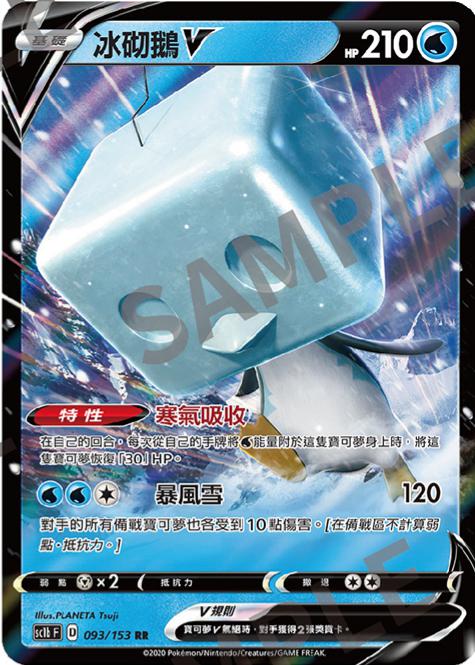 基礎 冰砌鵝V HP 210
SAMPLE
特性 寒氣吸收
在自己的回合,每次從自己的手牌將能量附於這隻寶可夢身上時,將這
隻寶可夢恢復「30」HP。
暴風雪 120
對手的所有備戰寶可夢也各受到10點傷害。[在備戰區不計算弱
點・抵抗力。]
弱點 ×2 抵抗力 撤退
Illus.PLANETA Tsuji
sc1b F D 093/153 RR
V規則
寶可夢V氣絕時,對手獲得2張獎賞卡。
©2020 Pokémon/Nintendo/Creatures/GAME FREAK.